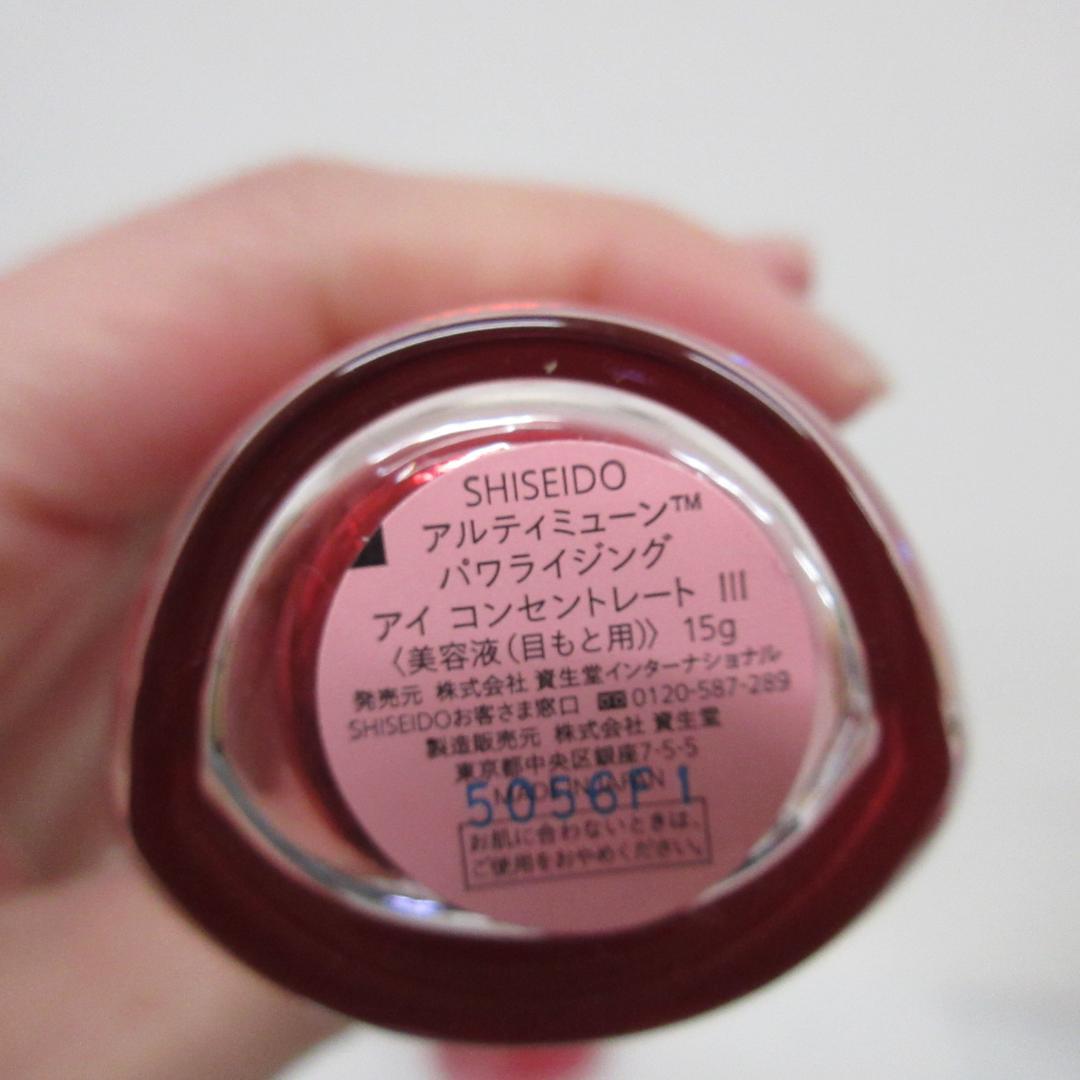 SHISEIDO
アルティミューン™
パワライジング
アイ コンセントレート III
〈美容液(目もと用)〉 15g
発売元 株式会社 資生堂インターナショナル
SHISEIDOお客さま窓口 0120-587-289
製造販売元 株式会社 資生堂
東京都中央区銀座7-5-5
MADE IN JAPAN
5056F1
お肌に合わないときは、
ご使用をおやめください。